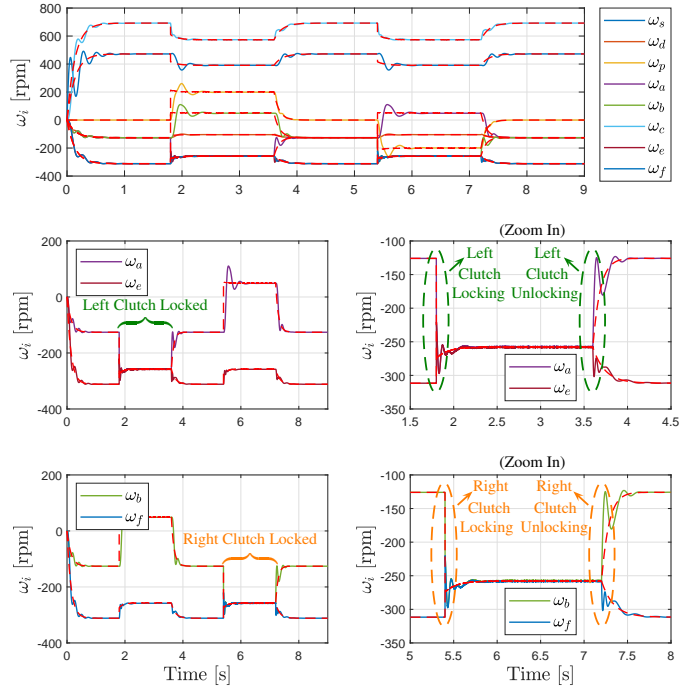 800
600
400
200
0
-200
-400
ω_i [rpm]
0 1 2 3 4 5 6 7 8 9
ω_s
ω_d
ω_p
ω_a
ω_b
ω_c
ω_e
ω_f
200
0
-200
-400
ω_i [rpm]
0 2 4 6 8
ω_a
ω_e
Left Clutch Locked
(Zoom In)
-100
-150
-200
-250
-300
-350
ω_i [rpm]
1.5 2 2.5 3 3.5 4 4.5
Left
Clutch
Locking
Left
Clutch
Unlocking
ω_a
ω_e
200
0
-200
-400
ω_i [rpm]
0 2 4 6 8
Time [s]
ω_b
ω_f
Right Clutch Locked
(Zoom In)
-100
-150
-200
-250
-300
-350
ω_i [rpm]
5 5.5 6 6.5 7 7.5 8
Time [s]
Right
Clutch
Locking
Right
Clutch
Unlocking
ω_b
ω_f